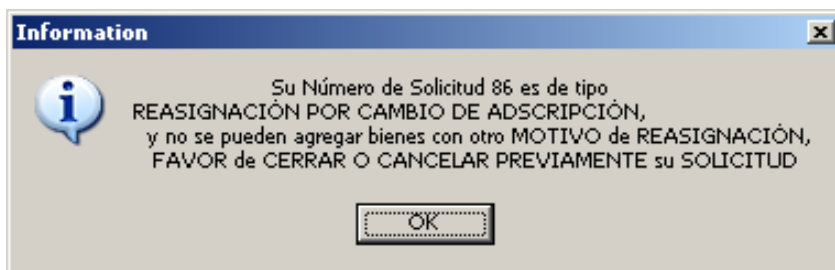 Information
Su Número de Solicitud 86 es de tipo
REASIGNACIÓN POR CAMBIO DE ADSCRIPCIÓN,
y no se pueden agregar bienes con otro MOTIVO de REASIGNACIÓN,
FAVOR de CERRAR O CANCELAR PREVIAMENTE su SOLICITUD
OK